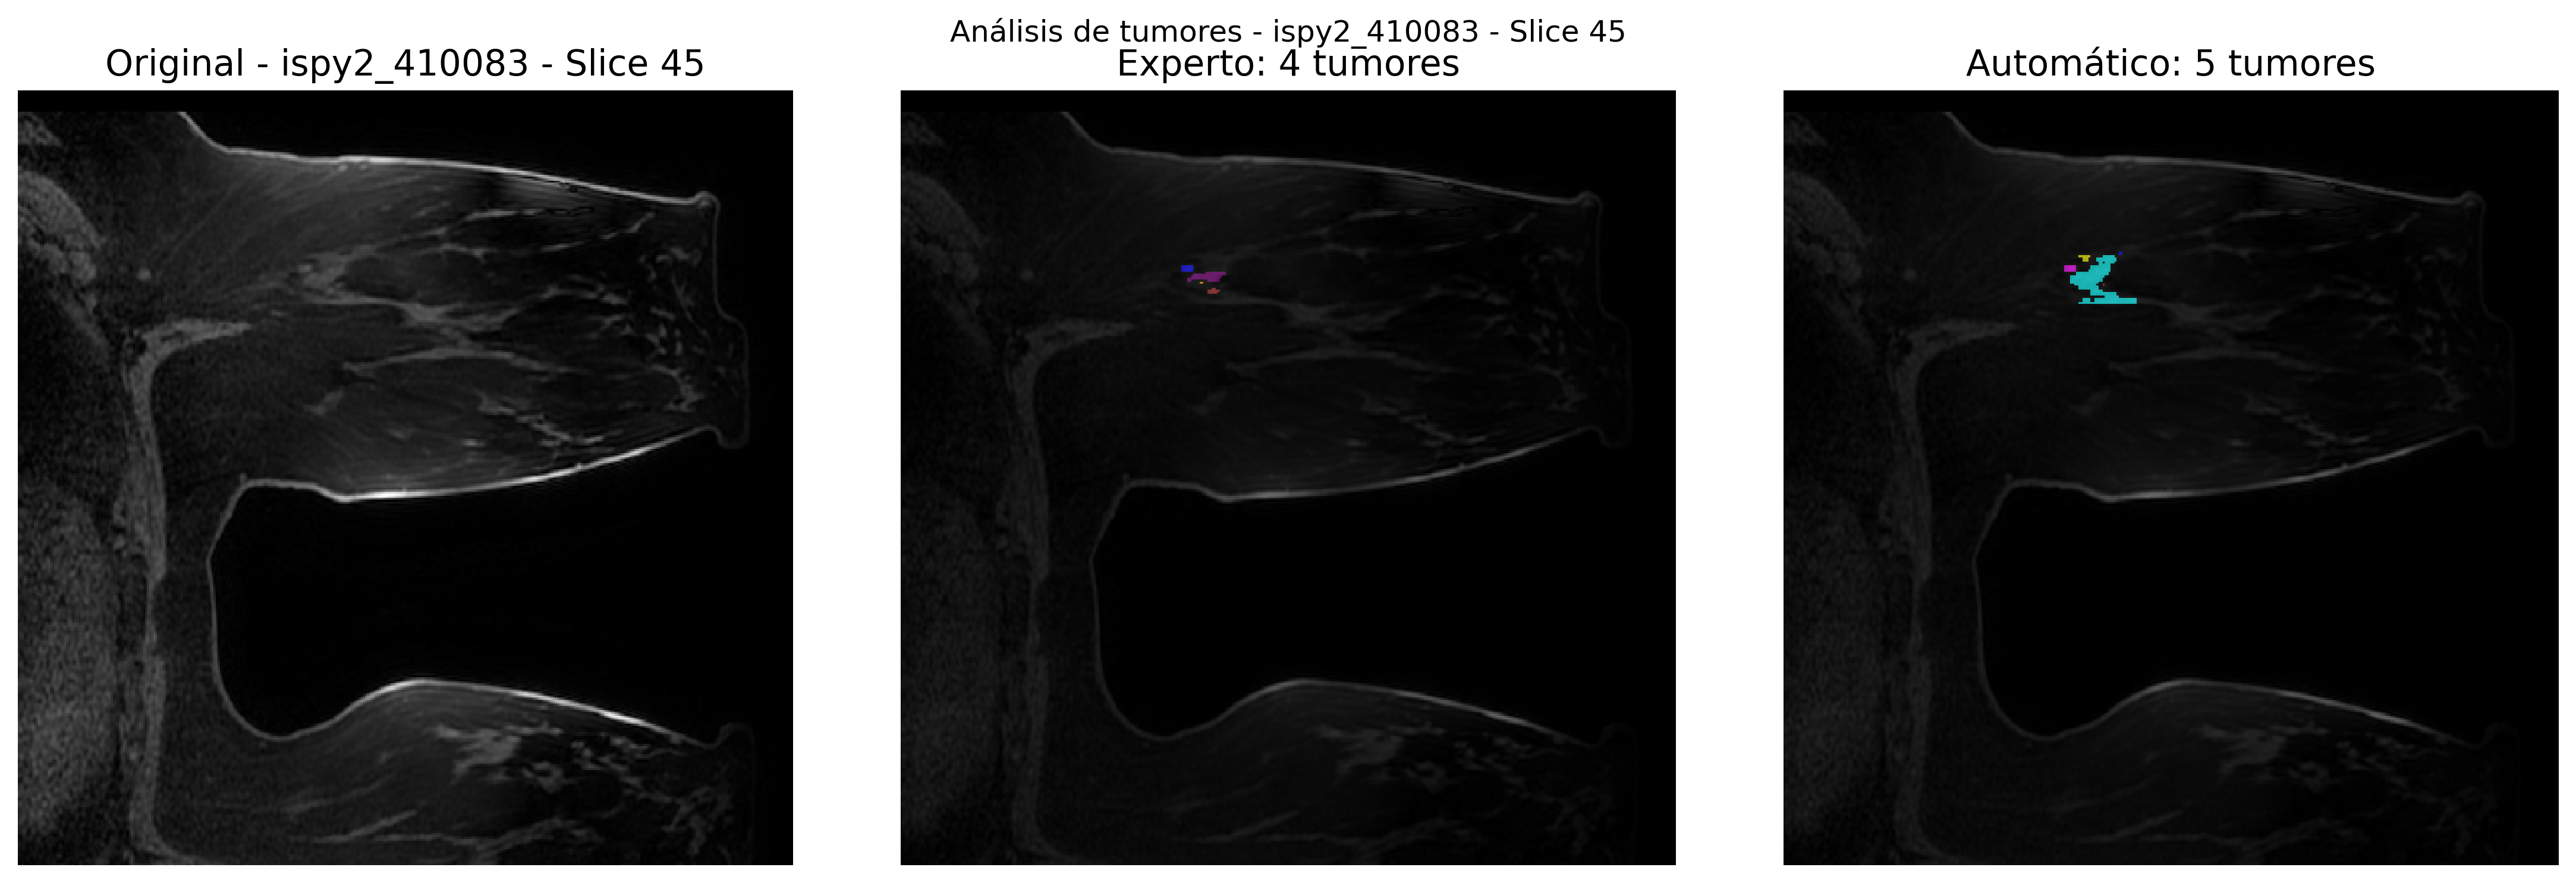 Análisis de tumores - ispy2_410083 - Slice 45
Original - ispy2_410083 - Slice 45
Experto: 4 tumores
Automático: 5 tumores